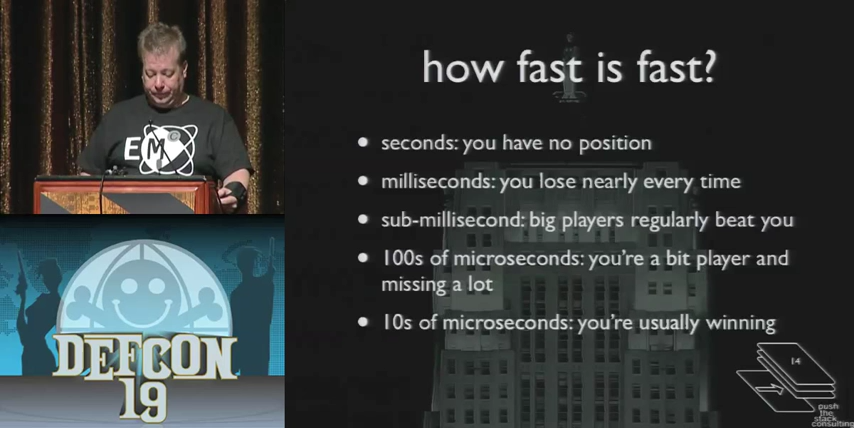 how fast is fast?
seconds: you have no position
milliseconds: you lose nearly every time
sub-millisecond: big players regularly beat you
100s of microseconds: you're a bit player and
missing a lot
10s of microseconds: you're usually winning
14
push
the
stack
consulting
EM
DEFCON
19